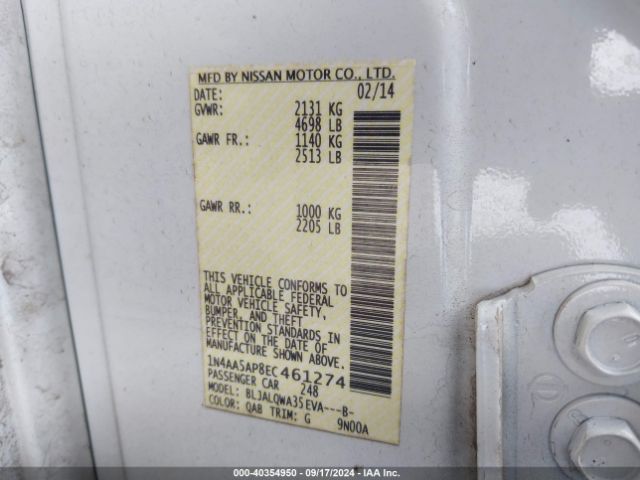 MFD BY NISSAN MOTOR CO., LTD.
DATE: 02/14
GVWR: 2131 KG
4698 LB
GAWR FR.: 1140 KG
2513 LB
GAWR RR.: 1000 KG
2205 LB
THIS VEHICLE CONFORMS TO
ALL APPLICABLE FEDERAL
MOTOR VEHICLE SAFETY,
BUMPER, AND THEFT
PREVENTION STANDARDS IN
EFFECT ON THE DATE OF
MANUFACTURE SHOWN ABOVE.
1N4AA5AP8EC461274
PASSENGER CAR 248
MODEL: BLJALQWA35EVA---B-
COLOR: QAB TRIM: G 9N00A
000-40354950 - 09/17/2024 - IAA Inc.